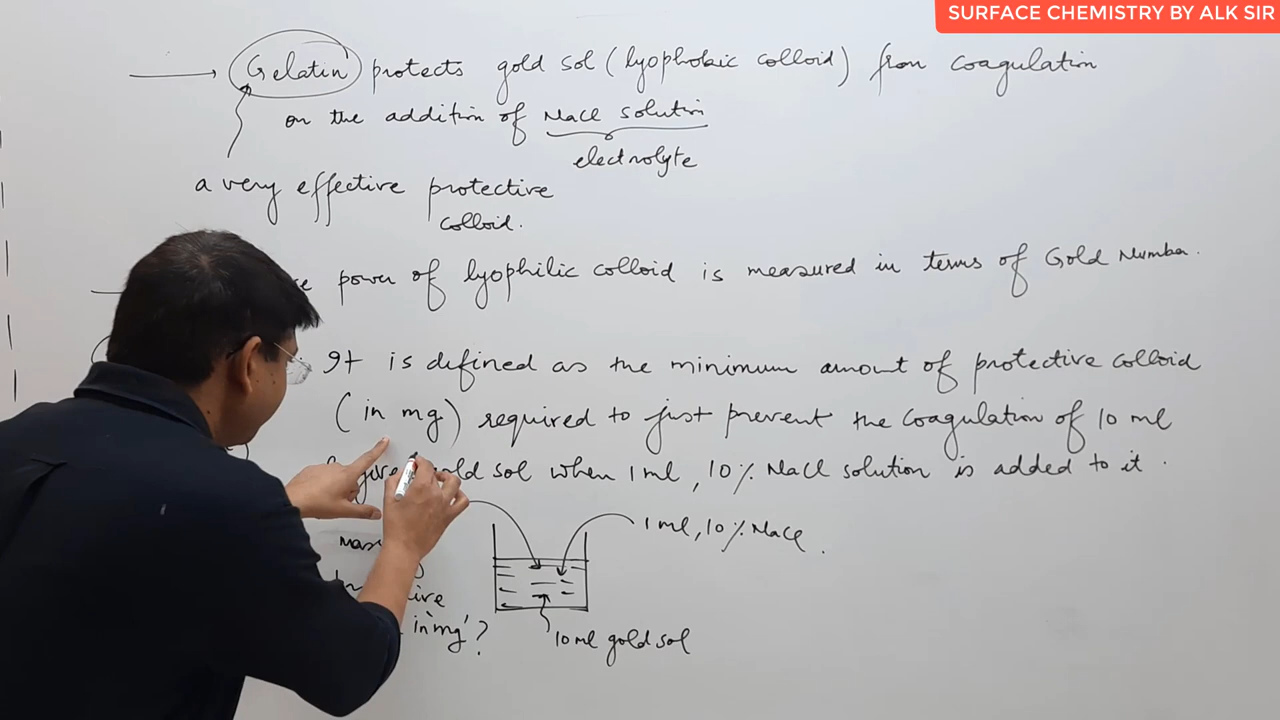 SURFACE CHEMISTRY BY ALK SIR
Gelatin protects gold sol (lyophobic colloid) from coagulation
on the addition of NaCl solution
electrolyte
a very effective protective
colloid.
power of lyophilic colloid is measured in terms of Gold Number.
It is defined as the minimum amount of protective colloid
(in mg) required to just prevent the coagulation of 10 ml
gold sol when 1 ml, 10% NaCl solution is added to it.
1 ml, 10% NaCl.
in 'mg'?
10 ml gold sol